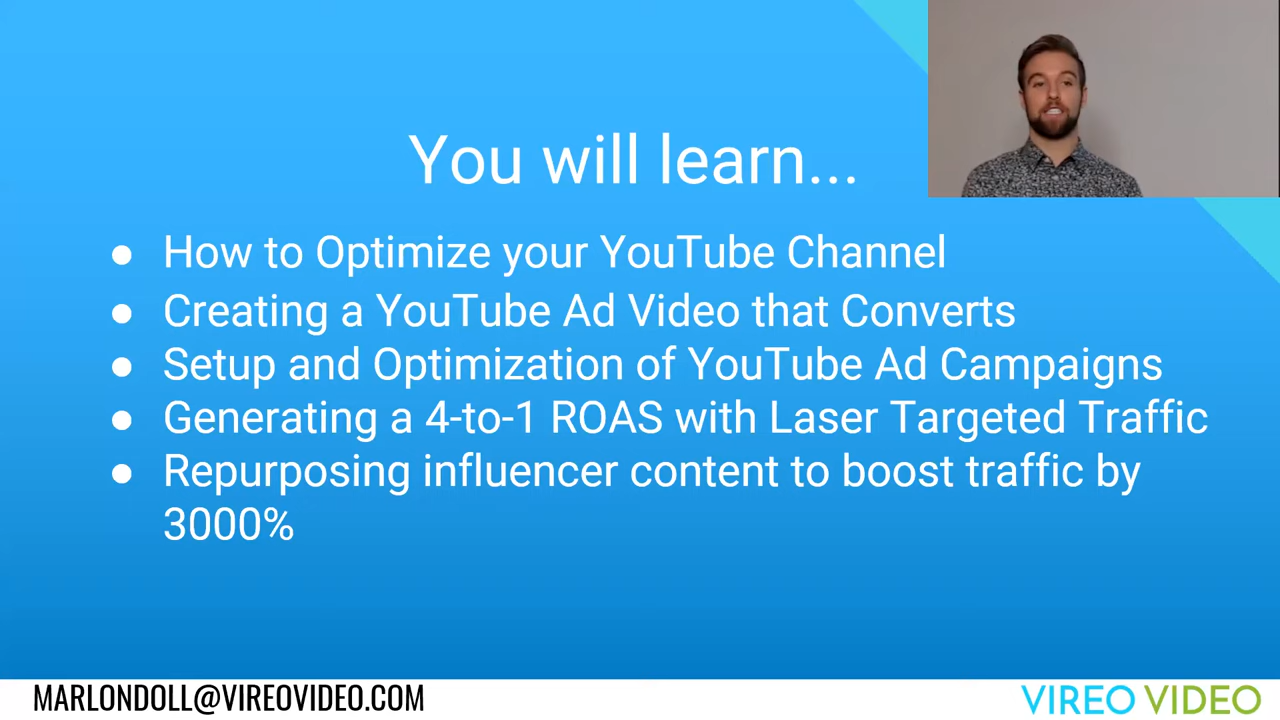 You will learn...
● How to Optimize your YouTube Channel
● Creating a YouTube Ad Video that Converts
● Setup and Optimization of YouTube Ad Campaigns
● Generating a 4-to-1 ROAS with Laser Targeted Traffic
● Repurposing influencer content to boost traffic by
3000%
MARLONDOLL@VIREOVIDEO.COM
VIREO VIDEO